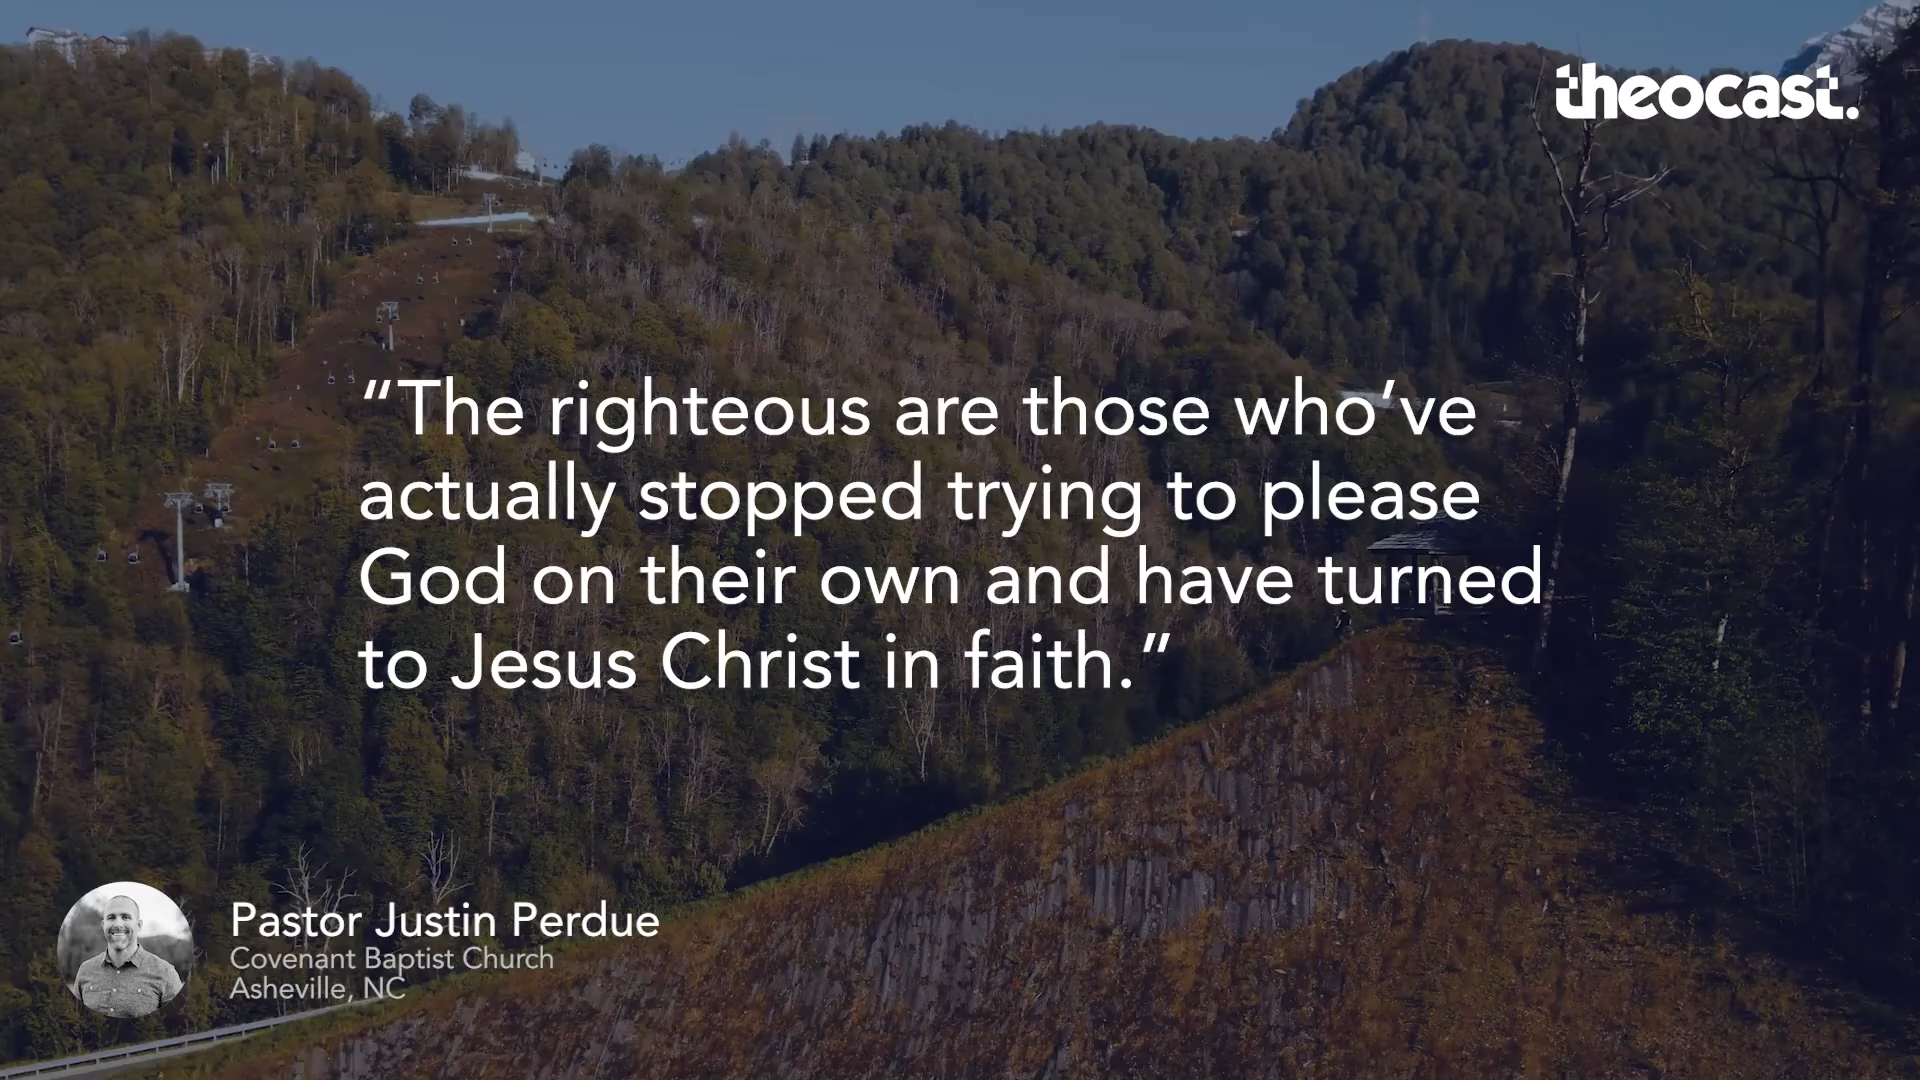 theocast.
“The righteous are those who’ve
actually stopped trying to please
God on their own and have turned
to Jesus Christ in faith.”
Pastor Justin Perdue
Covenant Baptist Church
Asheville, NC